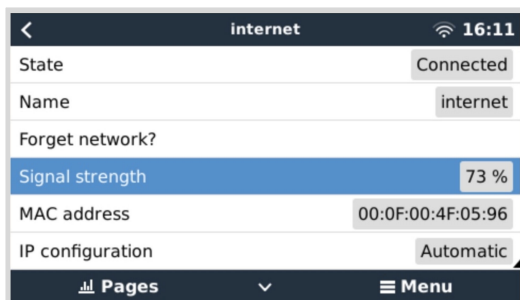 internet 16:11
State Connected
Name internet
Forget network?
Signal strength 73 %
MAC address 00:0F:00:4F:05:96
IP configuration Automatic
Pages Menu